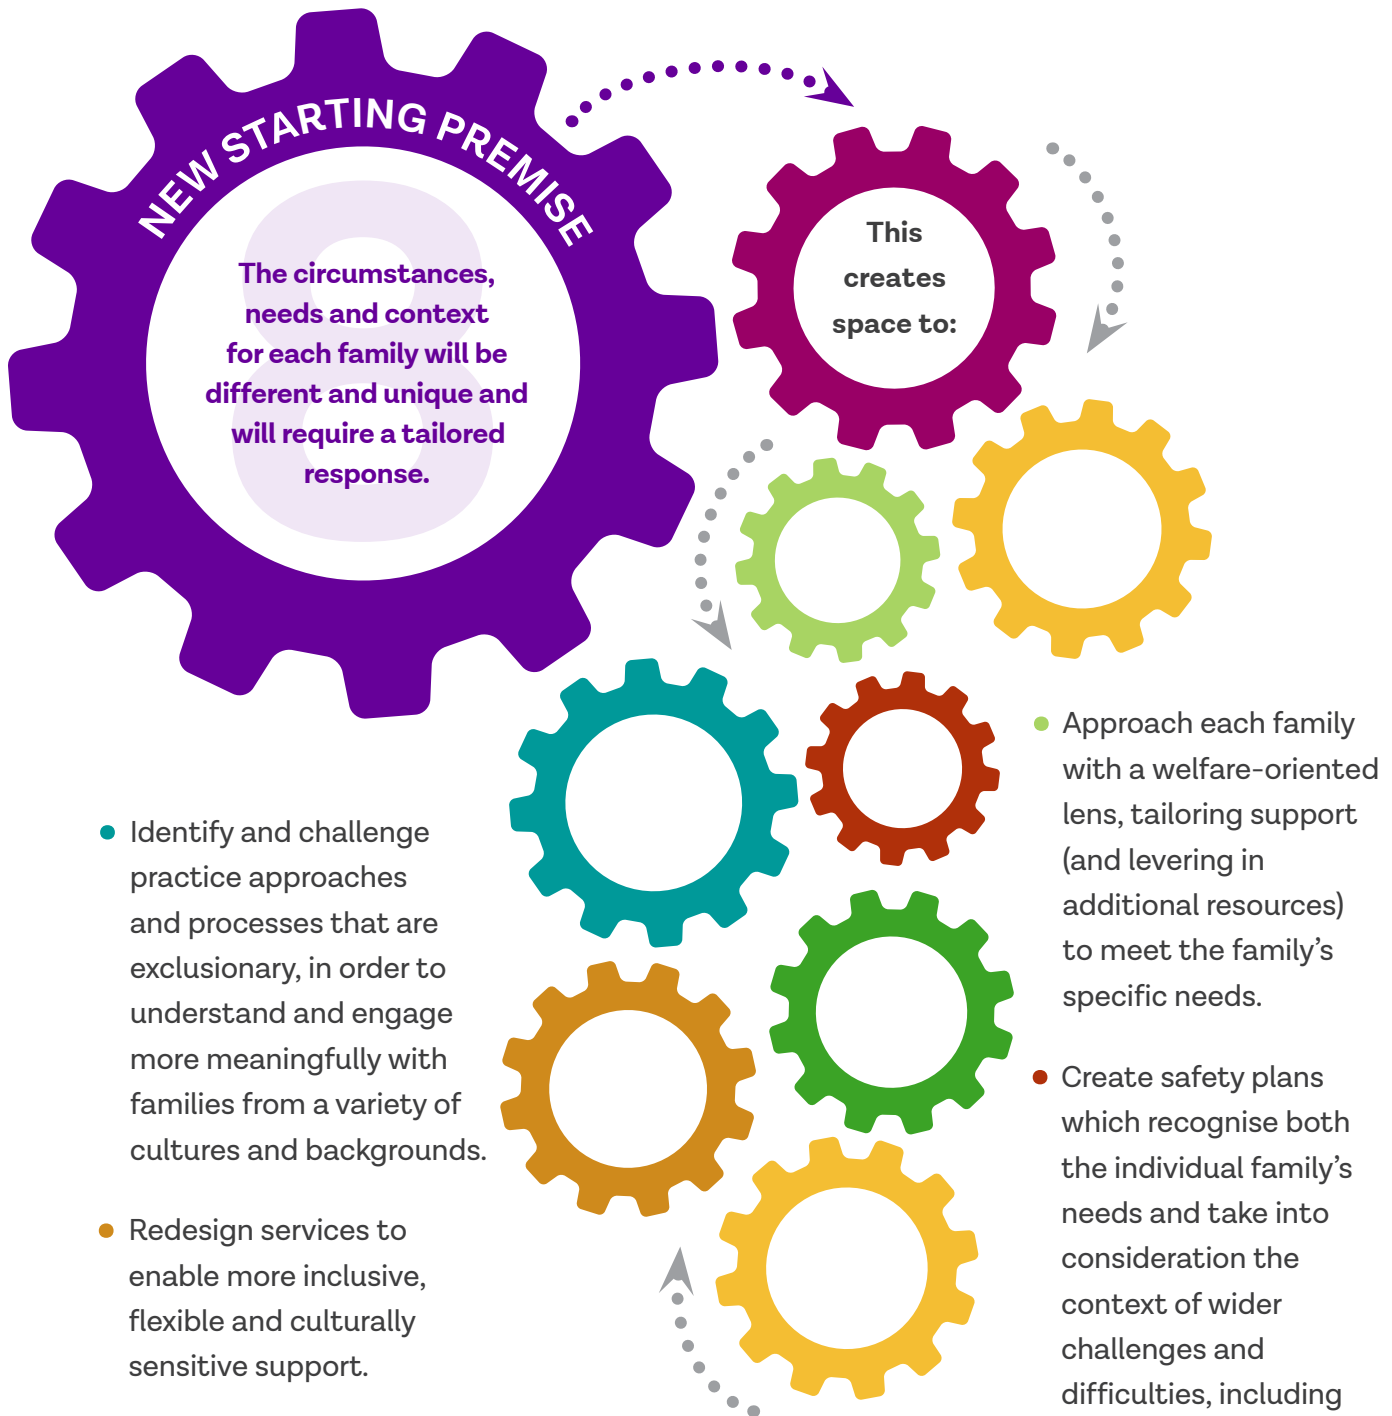 NEW STARTING PREMISE
8
The circumstances,
needs and context
for each family will be
different and unique and
will require a tailored
response.
This
creates
space to:
Identify and challenge
practice approaches
and processes that are
exclusionary, in order to
understand and engage
more meaningfully with
families from a variety of
cultures and backgrounds.
Redesign services to
enable more inclusive,
flexible and culturally
sensitive support.
Approach each family
with a welfare-oriented
lens, tailoring support
(and levering in
additional resources)
to meet the family’s
specific needs.
Create safety plans
which recognise both
the individual family’s
needs and take into
consideration the
context of wider
challenges and
difficulties, including